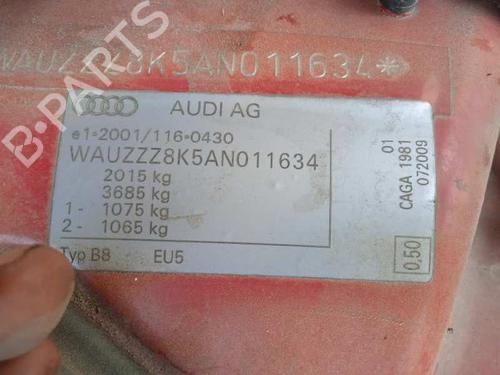 WAUZZZ8K5AN011634*
AUDI AG
e1*2001/116*0430
WAUZZZ8K5AN011634
2015 kg
3685 kg
1- 1075 kg
2- 1065 kg
Typ B8 EU5
01
CAGA 1981
072009
0,50
B-PARTS